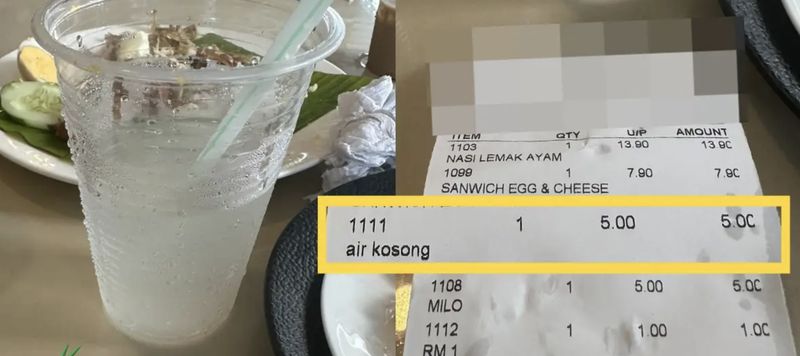 ITEM QTY U/P AMOUNT
1103 1 13.90 13.90
NASI LEMAK AYAM
1099 1 7.90 7.90
SANWICH EGG & CHEESE
1111 1 5.00 5.00
air kosong
1108 1 5.00 5.00
MILO
1112 1 1.00 1.00
RM 1